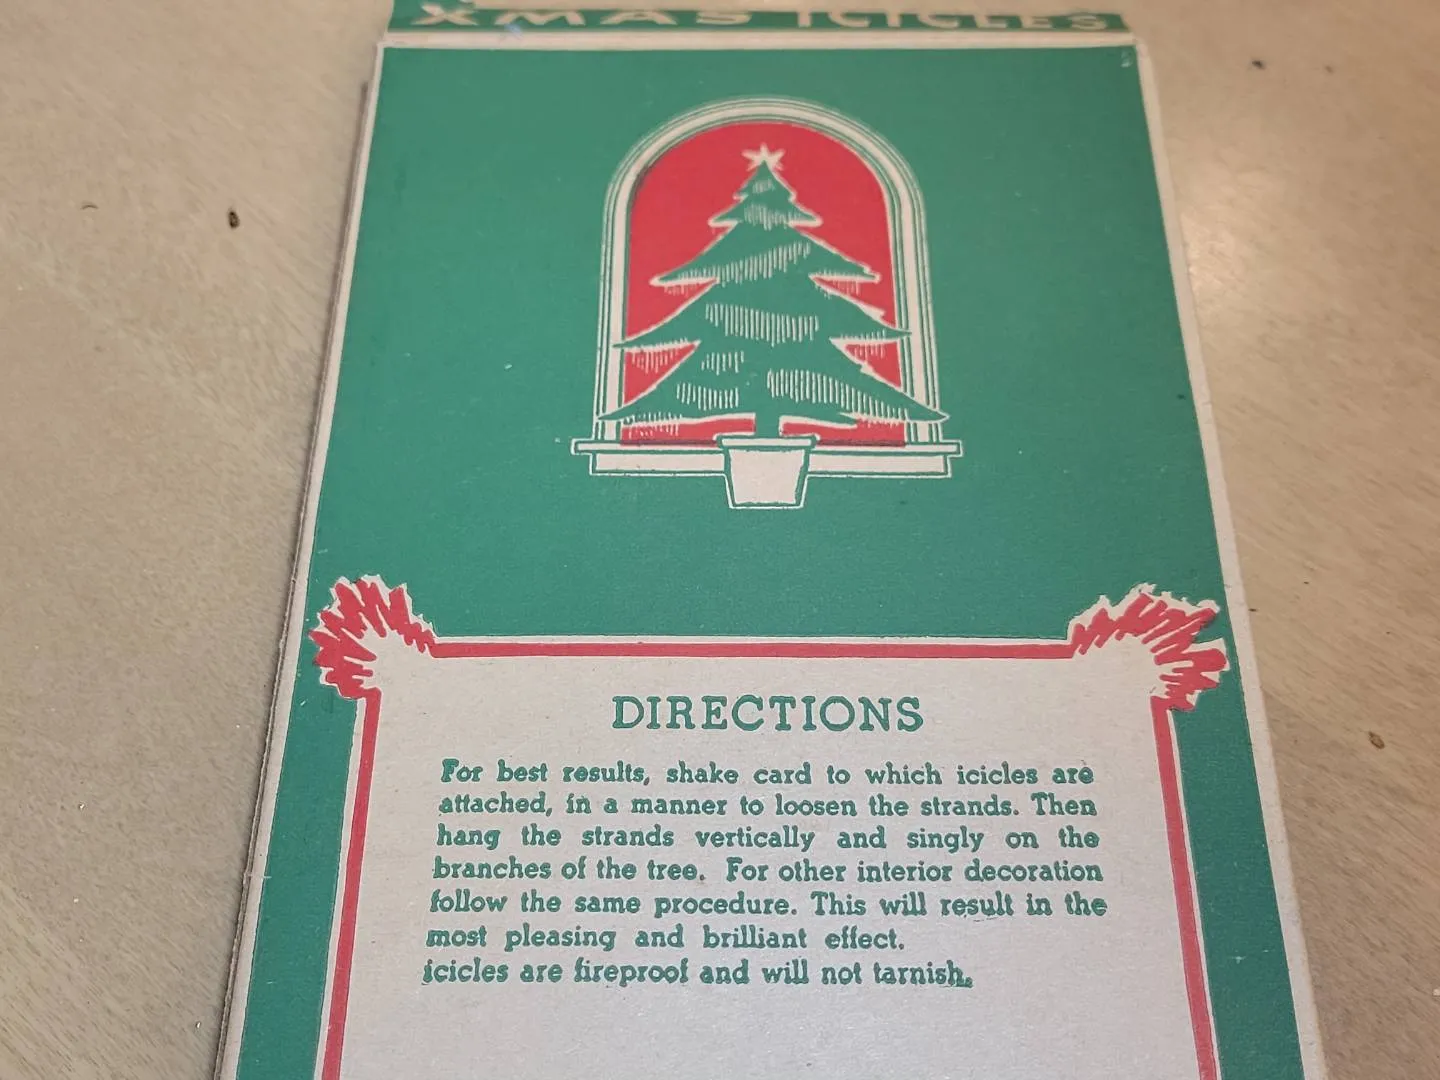 XMAS ICICLES
DIRECTIONS
For best results, shake card to which icicles are
attached, in a manner to loosen the strands. Then
hang the strands vertically and singly on the
branches of the tree. For other interior decoration
follow the same procedure. This will result in the
most pleasing and brilliant effect.
icicles are fireproof and will not tarnish.